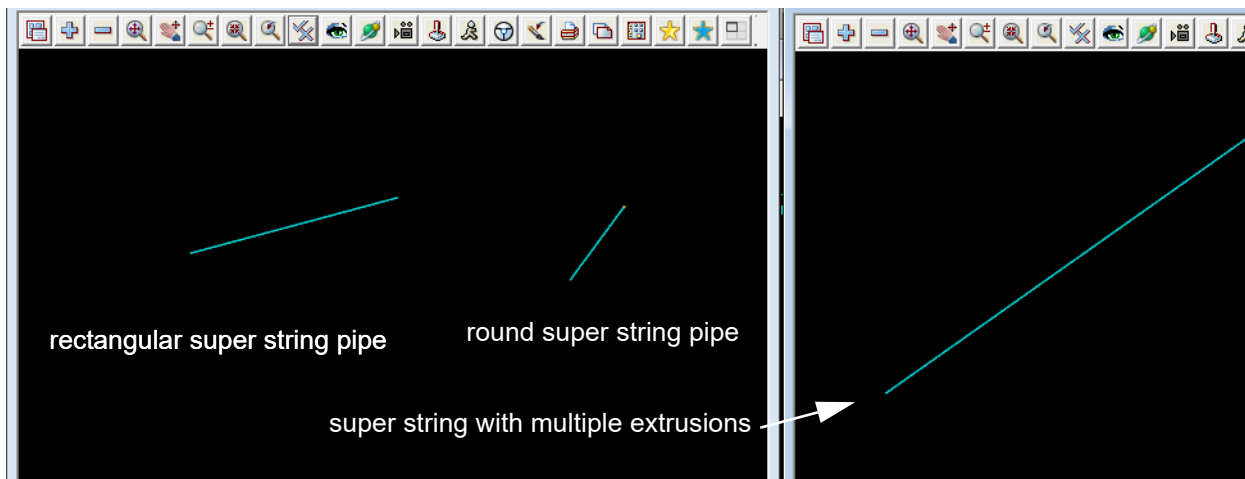 rectangular super string pipe
round super string pipe
super string with multiple extrusions